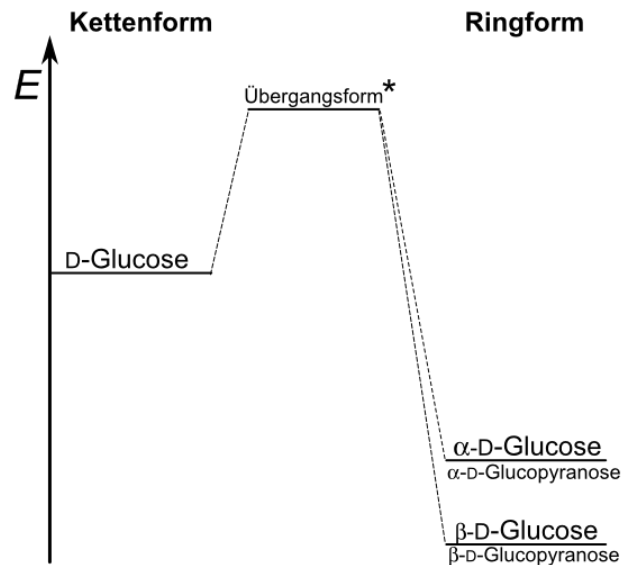 Kettenform
Ringform
E
Übergangsform*
D-Glucose
α-D-Glucose
α-D-Glucopyranose
β-D-Glucose
β-D-Glucopyranose